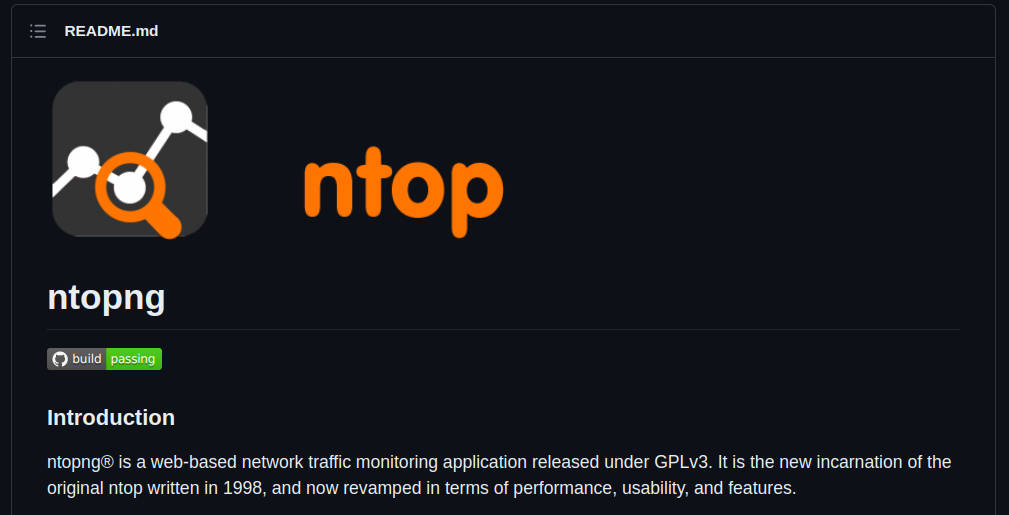 README.md
ntop
ntopng
build passing
Introduction
ntopng® is a web-based network traffic monitoring application released under GPLv3. It is the new incarnation of the
original ntop written in 1998, and now revamped in terms of performance, usability, and features.